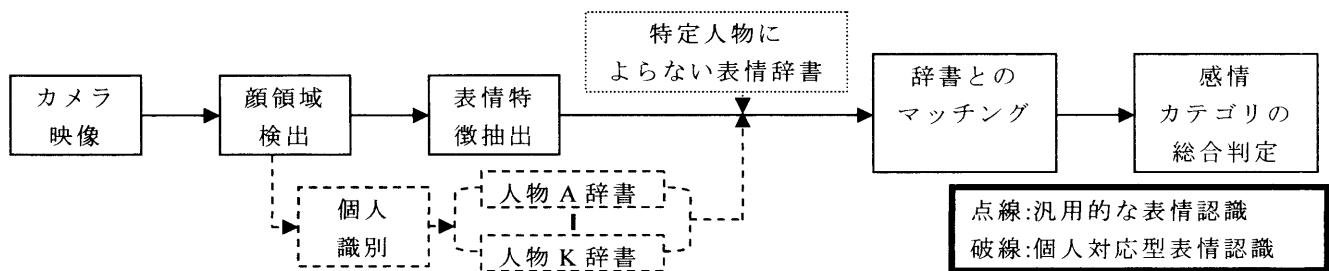 カメラ
映像
顔領域
検出
表情特
徴抽出
特定人物に
よらない表情辞書
辞書との
マッチング
感情
カテゴリの
総合判定
個人
識別
人物 A 辞書
人物 K 辞書
点線:汎用的な表情認識
破線:個人対応型表情認識